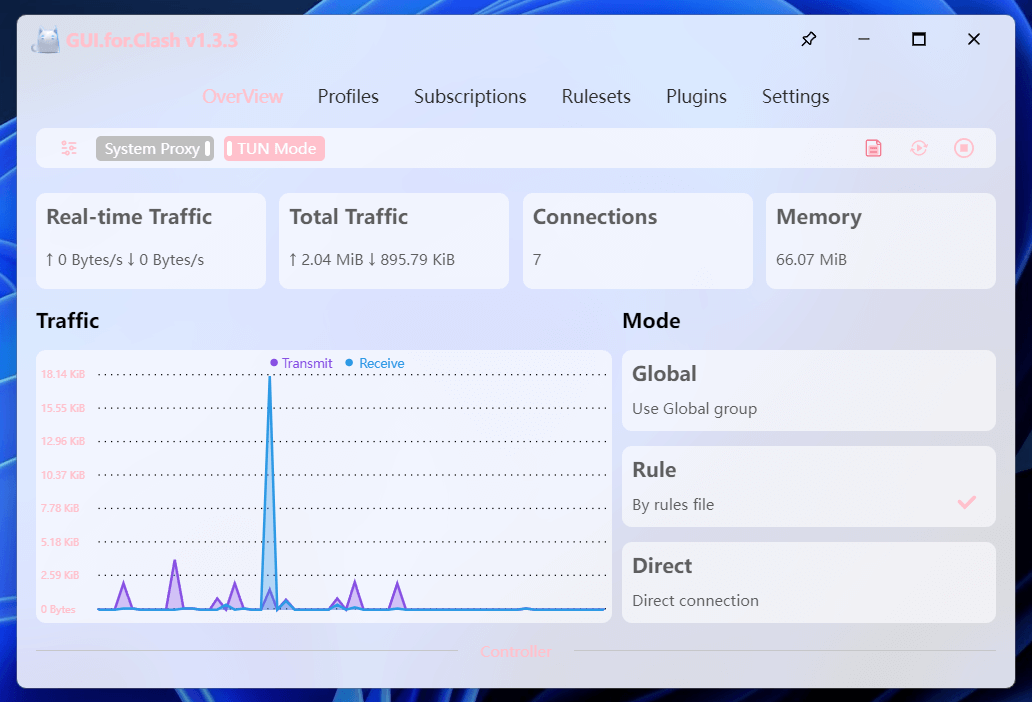 GUI.for.Clash v1.3.3
OverView Profiles Subscriptions Rulesets Plugins Settings
System Proxy TUN Mode
Real-time Traffic
↑ 0 Bytes/s ↓ 0 Bytes/s
Total Traffic
↑ 2.04 MiB ↓ 895.79 KiB
Connections
7
Memory
66.07 MiB
Traffic
Transmit Receive
18.14 KiB
15.55 KiB
12.96 KiB
10.37 KiB
7.78 KiB
5.18 KiB
2.59 KiB
0 Bytes
Mode
Global
Use Global group
Rule
By rules file
Direct
Direct connection
Controller